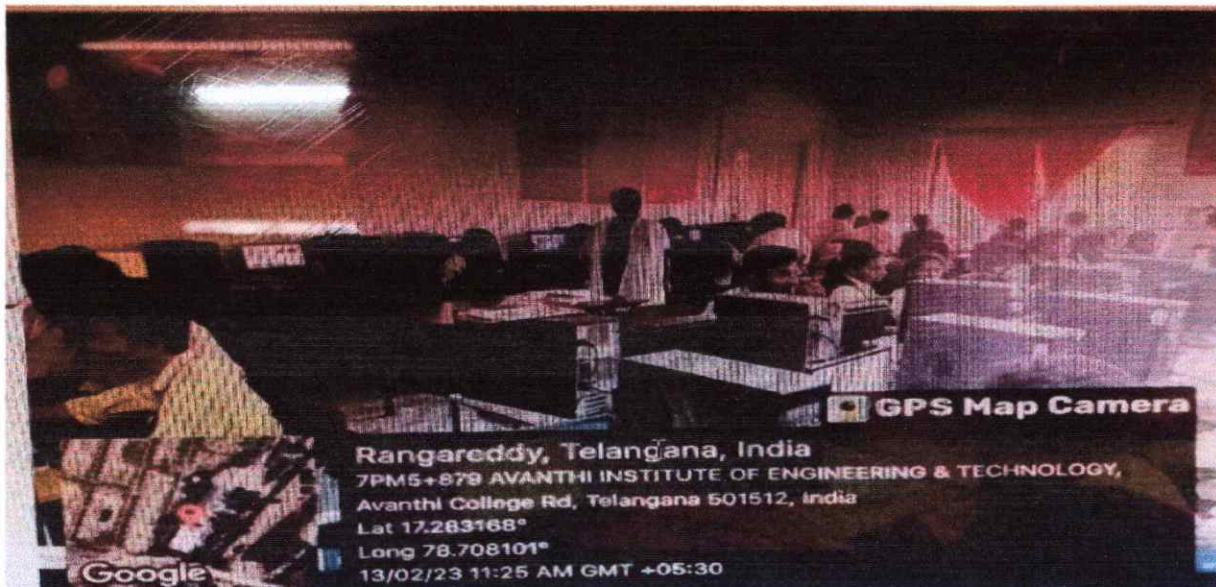 GPS Map Camera
Rangareddy, Telangana, India
7PM5+879 AVANTHI INSTITUTE OF ENGINEERING & TECHNOLOGY,
Avanthi College Rd, Telangana 501512, India
Lat 17.283168°
Long 78.708101°
13/02/23 11:25 AM GMT +05:30
Google